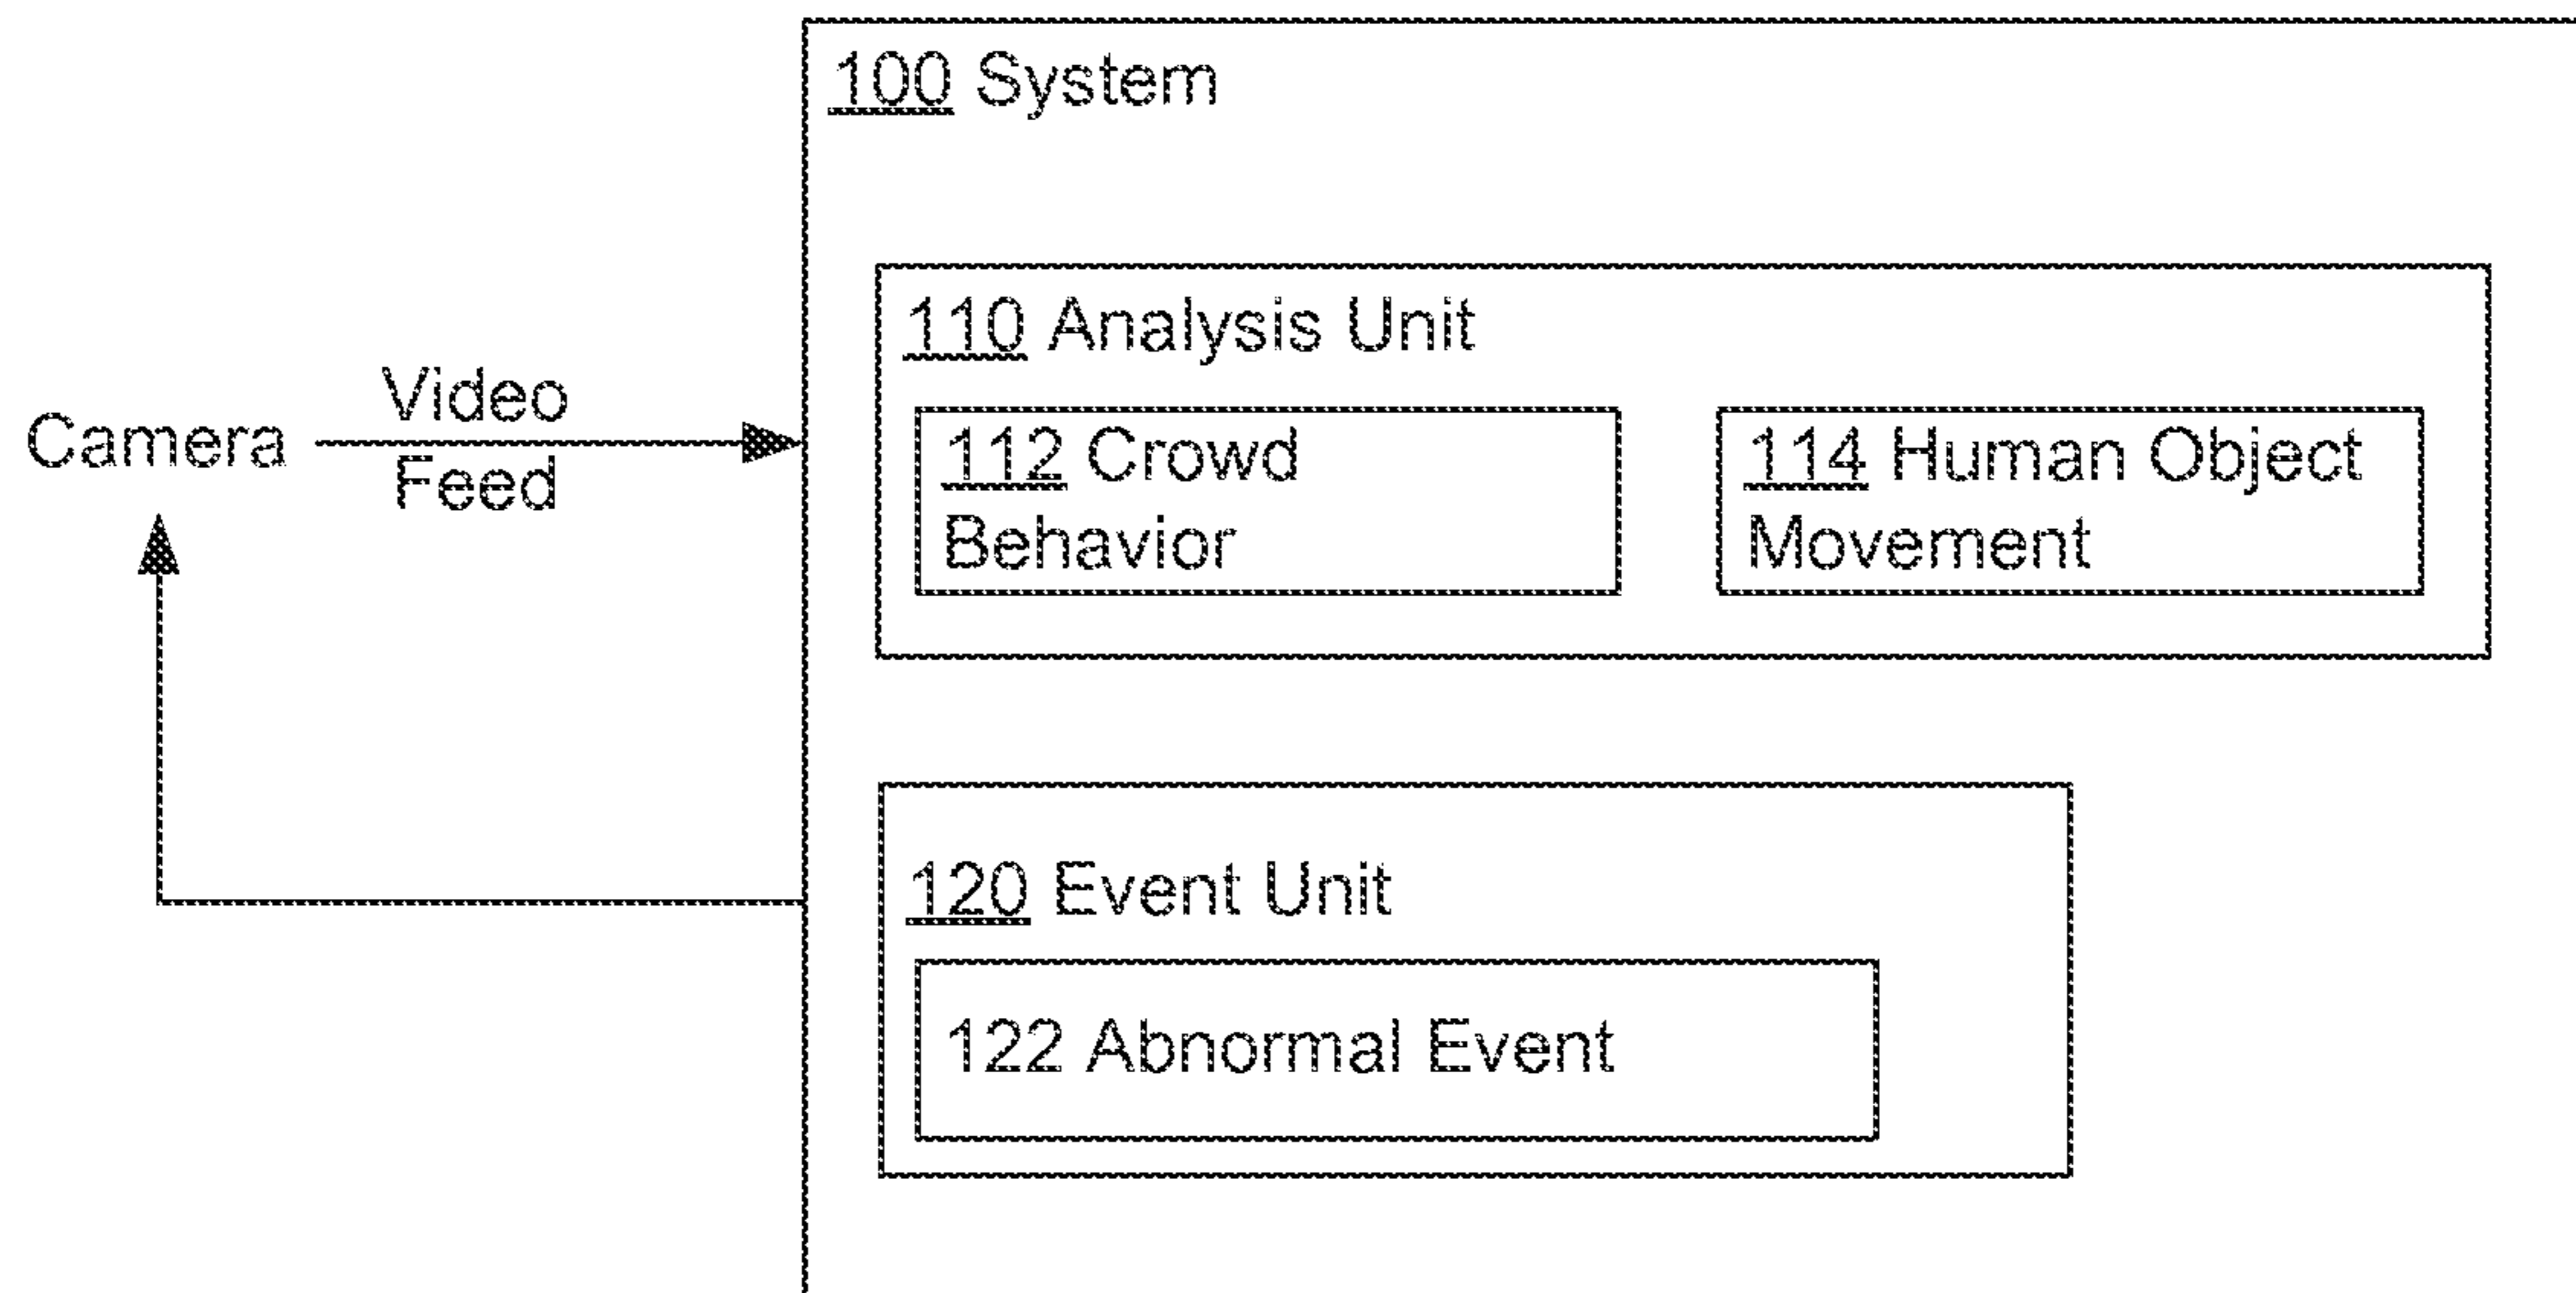 100 System
110 Analysis Unit
Video
Camera
Feed
112 Crowd
Behavior
114 Human Object
Movement
120 Event Unit
122 Abnormal Event